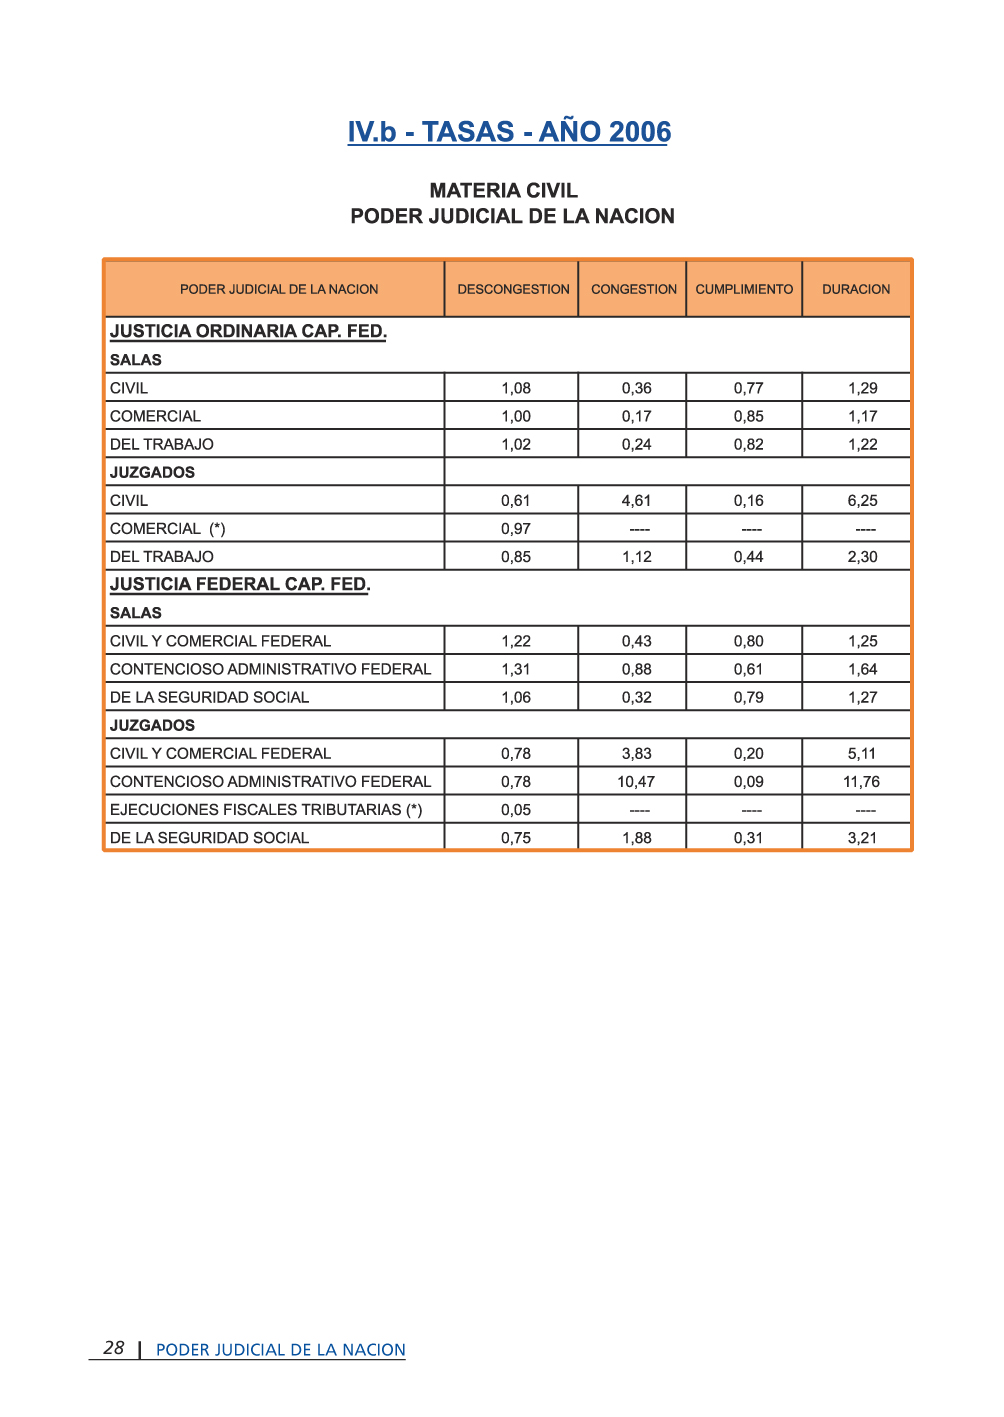 IV.b - TASAS - AÑO 2006
MATERIA CIVIL
PODER JUDICIAL DE LA NACION
PODER JUDICIAL DE LA NACION DESCONGESTION CONGESTION CUMPLIMIENTO DURACION
JUSTICIA ORDINARIA CAP. FED.
SALAS
CIVIL 1,08 0,36 0,77 1,29
COMERCIAL 1,00 0,17 0,85 1,17
DEL TRABAJO 1,02 0,24 0,82 1,22
JUZGADOS
CIVIL 0,61 4,61 0,16 6,25
COMERCIAL (*) 0,97 ---- ---- ----
DEL TRABAJO 0,85 1,12 0,44 2,30
JUSTICIA FEDERAL CAP. FED.
SALAS
CIVIL Y COMERCIAL FEDERAL 1,22 0,43 0,80 1,25
CONTENCIOSO ADMINISTRATIVO FEDERAL 1,31 0,88 0,61 1,64
DE LA SEGURIDAD SOCIAL 1,06 0,32 0,79 1,27
JUZGADOS
CIVIL Y COMERCIAL FEDERAL 0,78 3,83 0,20 5,11
CONTENCIOSO ADMINISTRATIVO FEDERAL 0,78 10,47 0,09 11,76
EJECUCIONES FISCALES TRIBUTARIAS (*) 0,05 ---- ---- ----
DE LA SEGURIDAD SOCIAL 0,75 1,88 0,31 3,21
28 | PODER JUDICIAL DE LA NACION